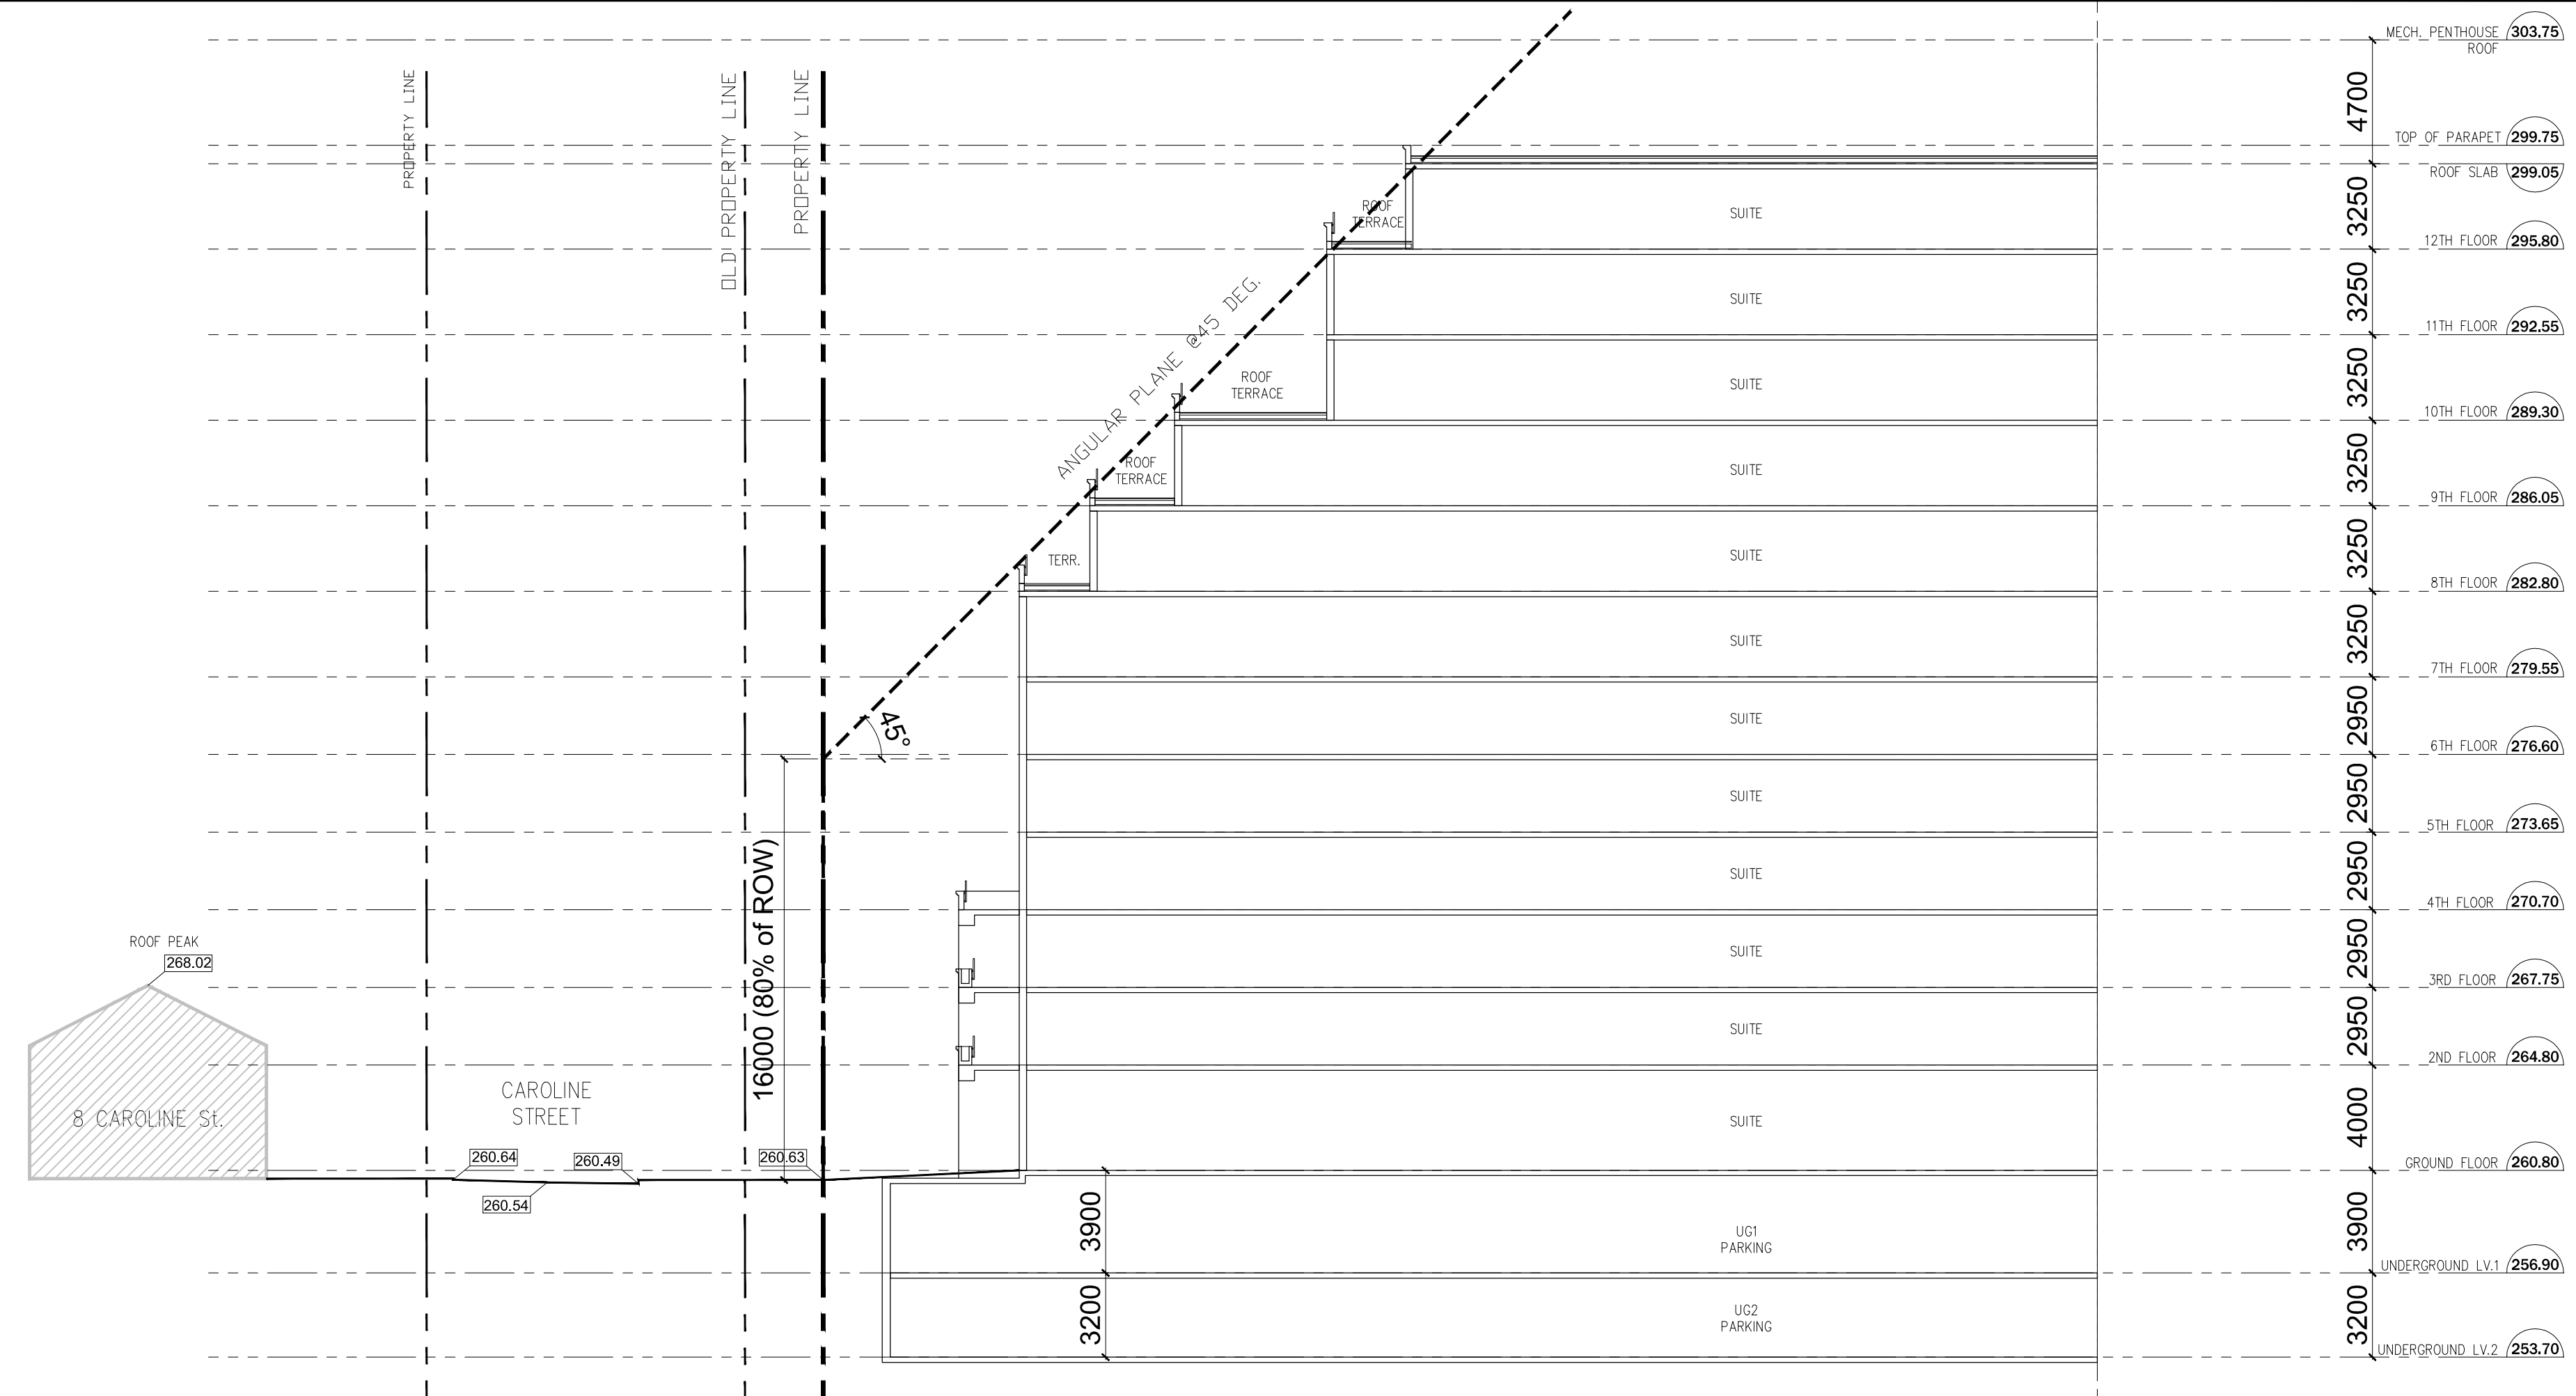 MECH. PENTHOUSE 303.75
ROOF
4700
TOP OF PARAPET 299.75
ROOF SLAB 299.05
3250
12TH FLOOR 295.80
3250
11TH FLOOR 292.55
3250
10TH FLOOR 289.30
3250
9TH FLOOR 286.05
3250
8TH FLOOR 282.80
3250
7TH FLOOR 279.55
2950
6TH FLOOR 276.60
2950
5TH FLOOR 273.65
2950
4TH FLOOR 270.70
2950
3RD FLOOR 267.75
2950
2ND FLOOR 264.80
4000
GROUND FLOOR 260.80
3900
UNDERGROUND LV.1 256.90
3200
UNDERGROUND LV.2 253.70
PROPERTY LINE
OLD PROPERTY LINE
PROPERTY LINE
ANGULAR PLANE @45 DEG.
45°
16000 (80% of ROW)
ROOF
TERRACE
SUITE
SUITE
ROOF
TERRACE
SUITE
ROOF
TERRACE
SUITE
TERR.
SUITE
SUITE
SUITE
SUITE
SUITE
SUITE
SUITE
SUITE
ROOF PEAK
268.02
8 CAROLINE St.
CAROLINE
STREET
260.64
260.49
260.63
260.54
3900
UG1
PARKING
3200
UG2
PARKING